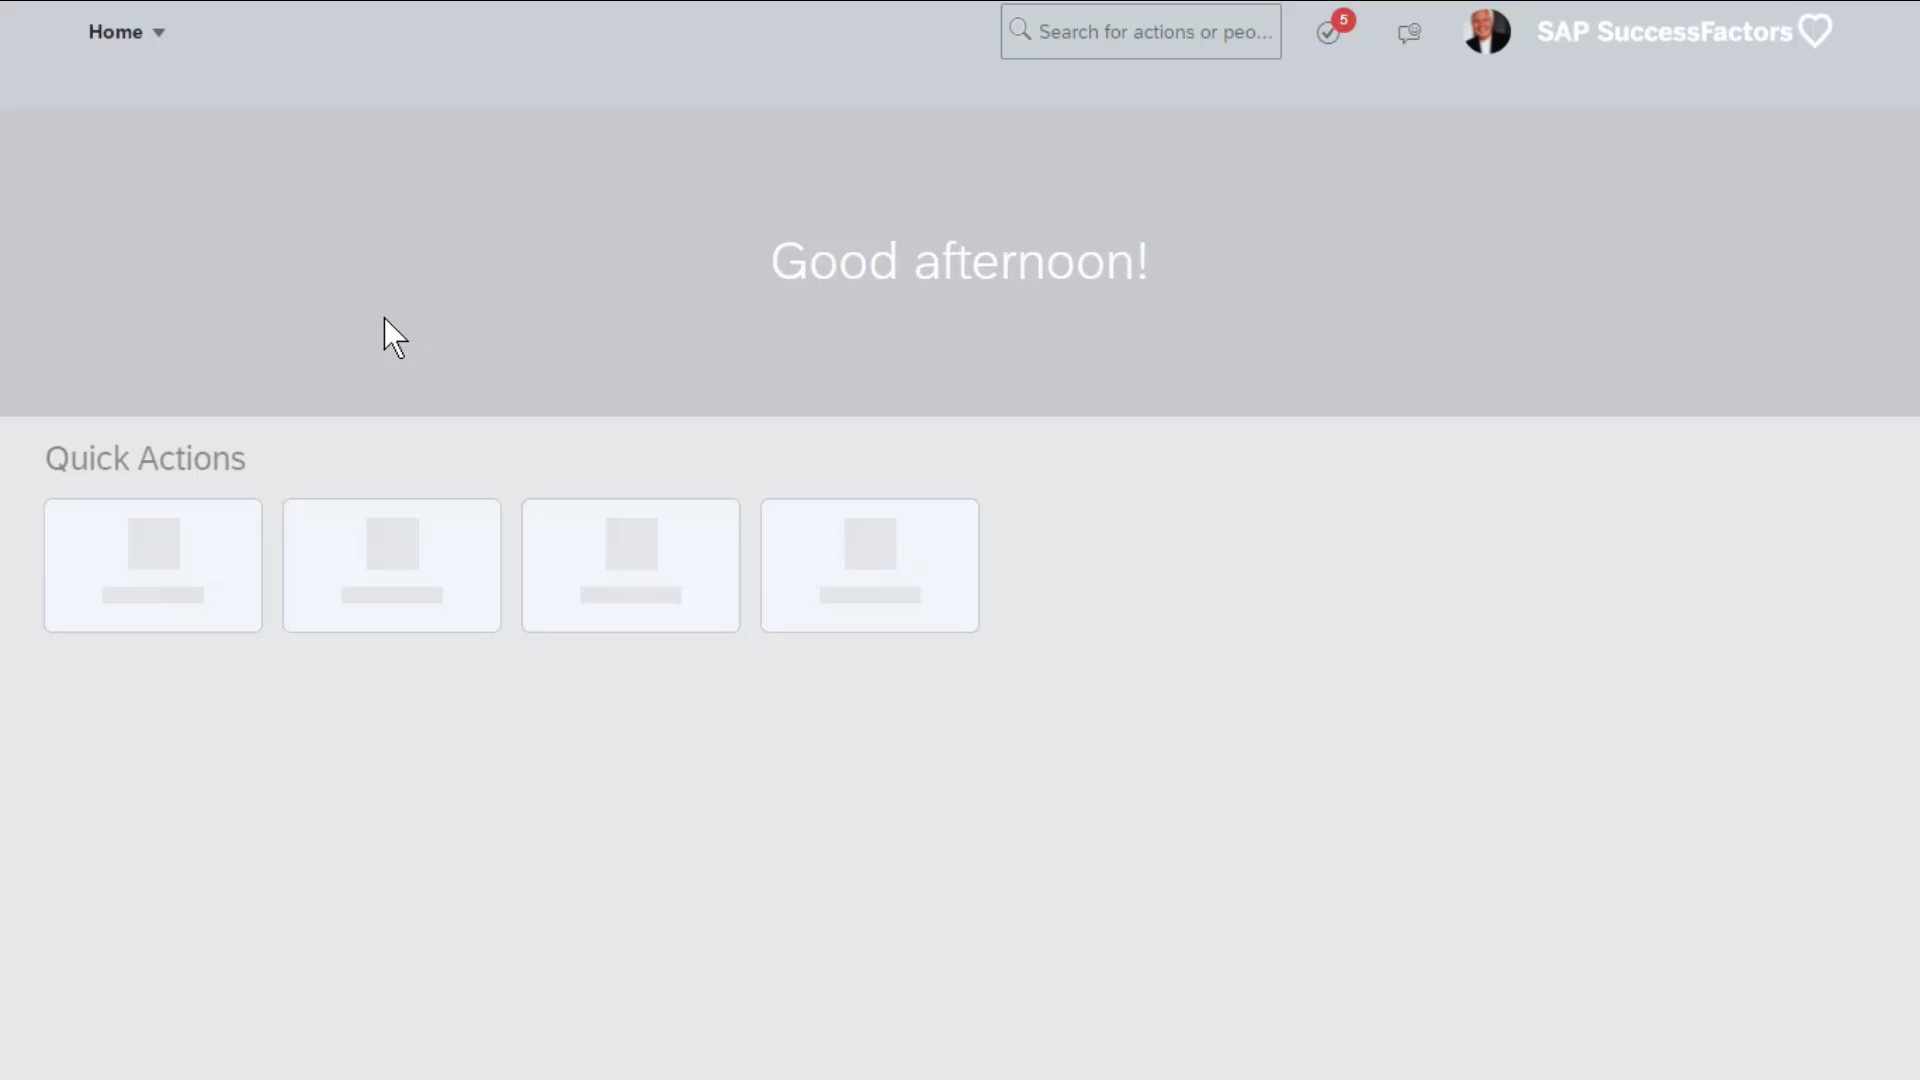 Home
Search for actions or peo...
5
SAP SuccessFactors
Good afternoon!
Quick Actions